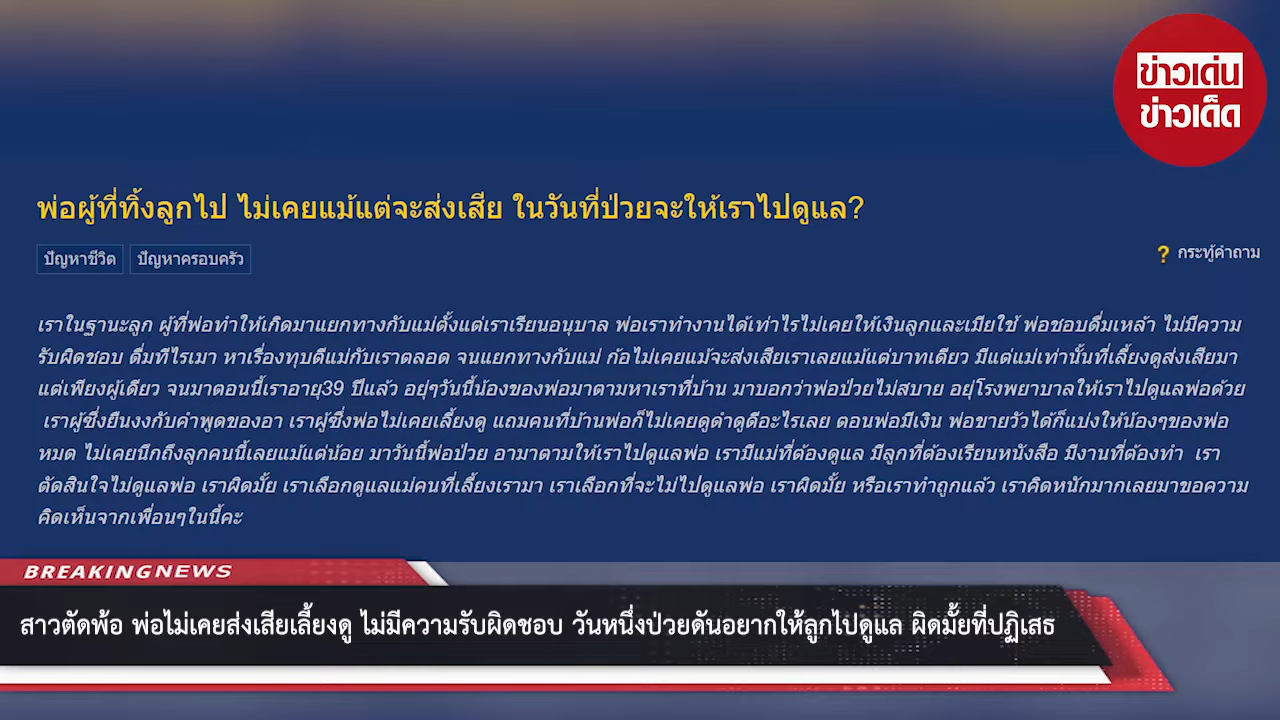 ข่าวเด่น
ข่าวเด็ด
พ่อผู้ที่ทิ้งลูกไป ไม่เคยแม้แต่จะส่งเสีย ในวันที่ป่วยจะให้เราไปดูแล?
ปัญหาชีวิต ปัญหาครอบครัว
? กระทู้คำถาม
เราในฐานะลูก ผู้ที่พ่อทำให้เกิดมาแยกทางกับแม่ตั้งแต่เราเรียนอนุบาล พ่อเราทำงานได้เท่าไรไม่เคยให้เงินลูกและเมียใช้ พ่อชอบดื่มเหล้า ไม่มีความ
รับผิดชอบ ดื่มทีไรเมา หาเรื่องทุบตีแม่กับเราตลอด จนแยกทางกับแม่ ก้อไม่เคยแม้จะส่งเสียเราเลยแม้แต่บาทเดียว มีแต่แม่เท่านั้นที่เลี้ยงดูส่งเสียมา
แต่เพียงผู้เดียว จนมาตอนนี้เราอายุ39 ปีแล้ว อยุ่ๆวันนี้น้องของพ่อมาตามหาเราที่บ้าน มาบอกว่าพ่อป่วยไม่สบาย อยุ่โรงพยาบาลให้เราไปดูแลพ่อด้วย
เราผู้ซึ่งยืนงงกับคำพูดของอา เราผู้ซึ่งพ่อไม่เคยเลี้ยงดู แถมคนที่บ้านพ่อก็ไม่เคยดูดำดูดีอะไรเลย ตอนพ่อมีเงิน พ่อขายวัวได้ก็แบ่งให้น้องๆของพ่อ
หมด ไม่เคยนึกถึงลูกคนนี้เลยแม้แต่น้อย มาวันนี้พ่อป่วย อามาตามให้เราไปดูแลพ่อ เรามีแม่ที่ต้องดูแล มีลูกที่ต้องเรียนหนังสือ มีงานที่ต้องทำ เรา
ตัดสินใจไม่ดูแลพ่อ เราผิดมั้ย เราเลือกดูแลแม่คนที่เลี้ยงเรามา เราเลือกที่จะไม่ไปดูแลพ่อ เราผิดมั้ย หรือเราทำถูกแล้ว เราคิดหนักมากเลยมาขอความ
คิดเห็นจากเพื่อนๆในนี้คะ
BREAKINGNEWS
สาวตัดพ้อ พ่อไม่เคยส่งเสียเลี้ยงดู ไม่มีความรับผิดชอบ วันหนึ่งป่วยดันอยากให้ลูกไปดูแล ผิดมั้ยที่ปฏิเสธ